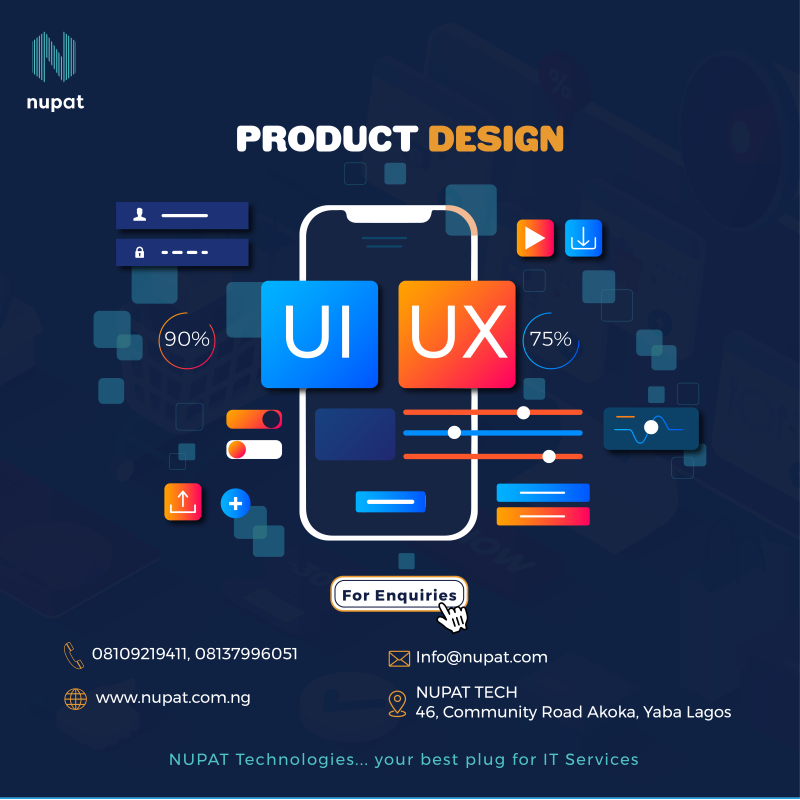 nupat
PRODUCT DESIGN
UI UX
90%
75%
For Enquiries
08109219411, 08137996051
Info@nupat.com
www.nupat.com.ng
NUPAT TECH
46, Community Road Akoka, Yaba Lagos
NUPAT Technologies... your best plug for IT Services